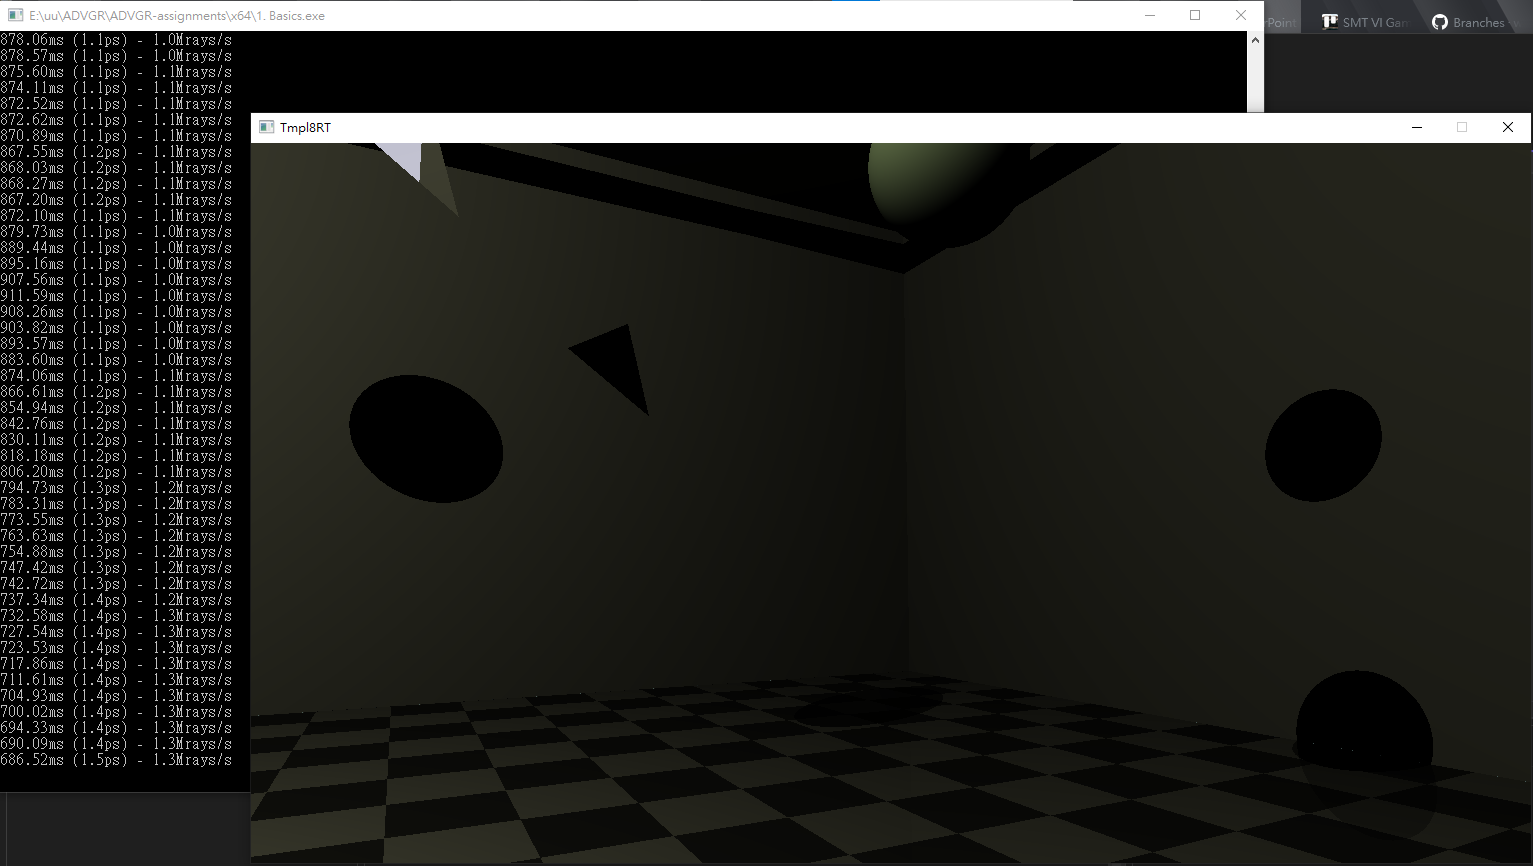 E:\uu\ADVGR\ADVGR-assignments\x64\1. Basics.exe
Point
SMT VI Gam
Branches
878.06ms (1.1ps) - 1.0Mrays/s
878.57ms (1.1ps) - 1.0Mrays/s
875.60ms (1.1ps) - 1.1Mrays/s
874.11ms (1.1ps) - 1.1Mrays/s
872.52ms (1.1ps) - 1.1Mrays/s
872.62ms (1.1ps) - 1.1Mrays/s
870.89ms (1.1ps) - 1.1Mrays/s
867.55ms (1.2ps) - 1.1Mrays/s
868.03ms (1.2ps) - 1.1Mrays/s
868.27ms (1.2ps) - 1.1Mrays/s
867.20ms (1.2ps) - 1.1Mrays/s
872.10ms (1.1ps) - 1.1Mrays/s
879.73ms (1.1ps) - 1.0Mrays/s
889.44ms (1.1ps) - 1.0Mrays/s
895.16ms (1.1ps) - 1.0Mrays/s
907.56ms (1.1ps) - 1.0Mrays/s
911.59ms (1.1ps) - 1.0Mrays/s
908.26ms (1.1ps) - 1.0Mrays/s
903.82ms (1.1ps) - 1.0Mrays/s
893.57ms (1.1ps) - 1.0Mrays/s
883.60ms (1.1ps) - 1.0Mrays/s
874.06ms (1.1ps) - 1.1Mrays/s
866.61ms (1.2ps) - 1.1Mrays/s
854.94ms (1.2ps) - 1.1Mrays/s
842.76ms (1.2ps) - 1.1Mrays/s
830.11ms (1.2ps) - 1.1Mrays/s
818.18ms (1.2ps) - 1.1Mrays/s
806.20ms (1.2ps) - 1.1Mrays/s
794.73ms (1.3ps) - 1.2Mrays/s
783.31ms (1.3ps) - 1.2Mrays/s
773.55ms (1.3ps) - 1.2Mrays/s
763.63ms (1.3ps) - 1.2Mrays/s
754.88ms (1.3ps) - 1.2Mrays/s
747.42ms (1.3ps) - 1.2Mrays/s
742.72ms (1.3ps) - 1.2Mrays/s
737.34ms (1.4ps) - 1.2Mrays/s
732.58ms (1.4ps) - 1.3Mrays/s
727.54ms (1.4ps) - 1.3Mrays/s
723.53ms (1.4ps) - 1.3Mrays/s
717.86ms (1.4ps) - 1.3Mrays/s
711.61ms (1.4ps) - 1.3Mrays/s
704.93ms (1.4ps) - 1.3Mrays/s
700.02ms (1.4ps) - 1.3Mrays/s
694.33ms (1.4ps) - 1.3Mrays/s
690.09ms (1.4ps) - 1.3Mrays/s
686.52ms (1.5ps) - 1.3Mrays/s
Tmpl8RT